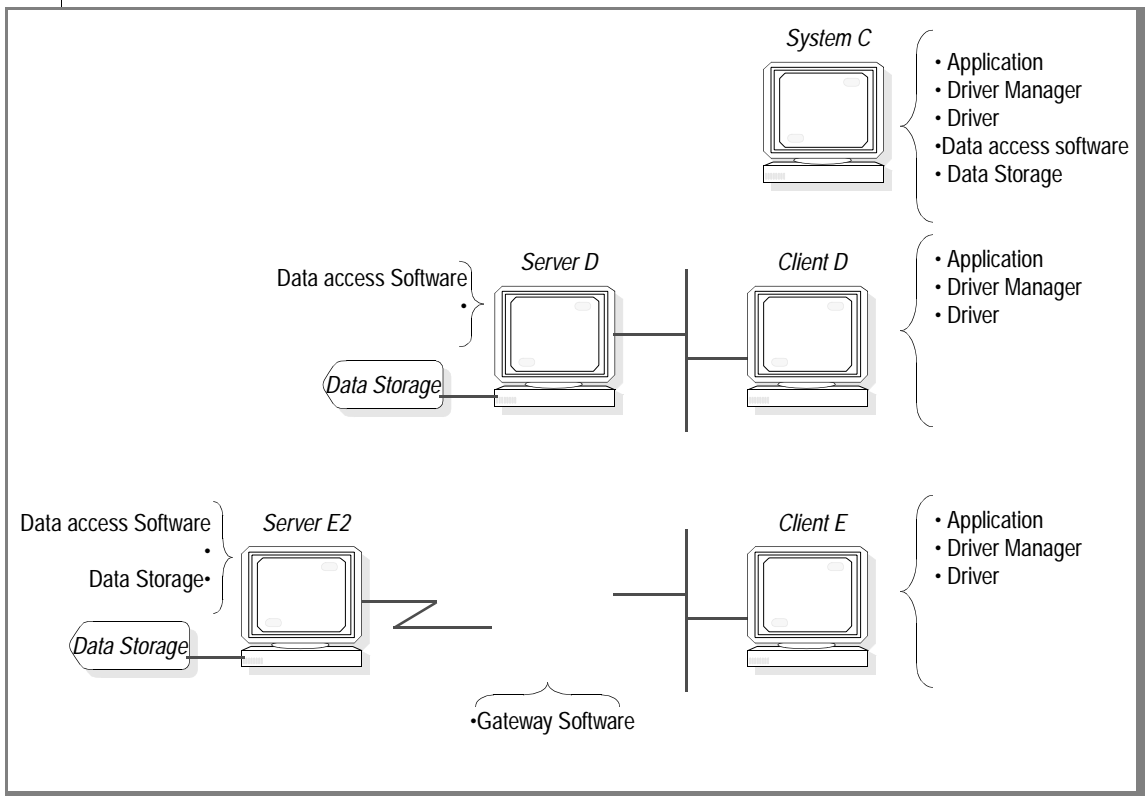 System C
• Application
• Driver Manager
• Driver
•Data access software
• Data Storage
Data access Software
•
Server D
Client D
• Application
• Driver Manager
• Driver
Data Storage
Data access Software
•
Data Storage•
Server E2
Client E
• Application
• Driver Manager
• Driver
Data Storage
•Gateway Software